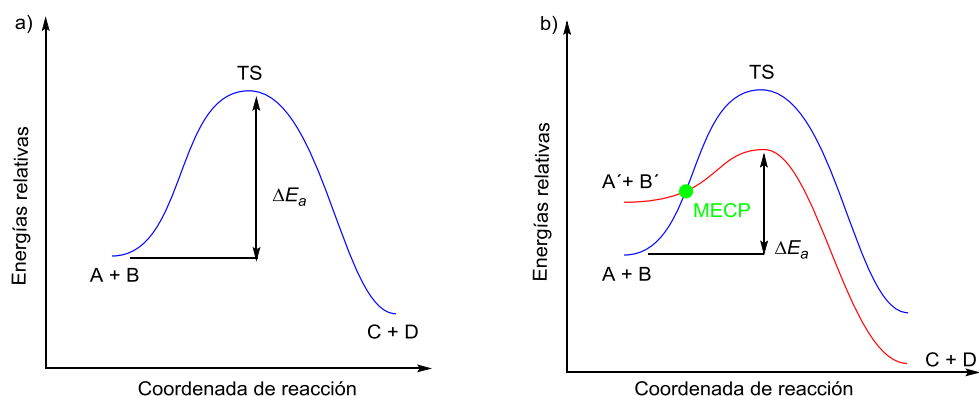 a)
TS
Energías relativas
ΔEa
A + B
C + D
Coordenada de reacción
b)
TS
Energías relativas
A´+ B´
MECP
ΔEa
A + B
C + D
Coordenada de reacción